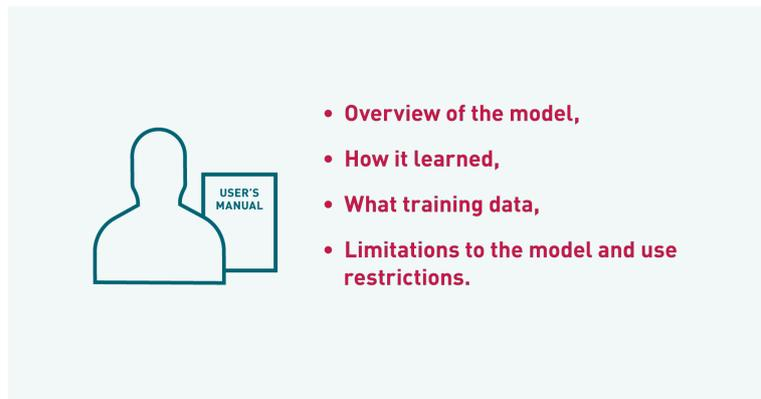 USER'S
MANUAL
• Overview of the model,
• How it learned,
• What training data,
• Limitations to the model and use
restrictions.